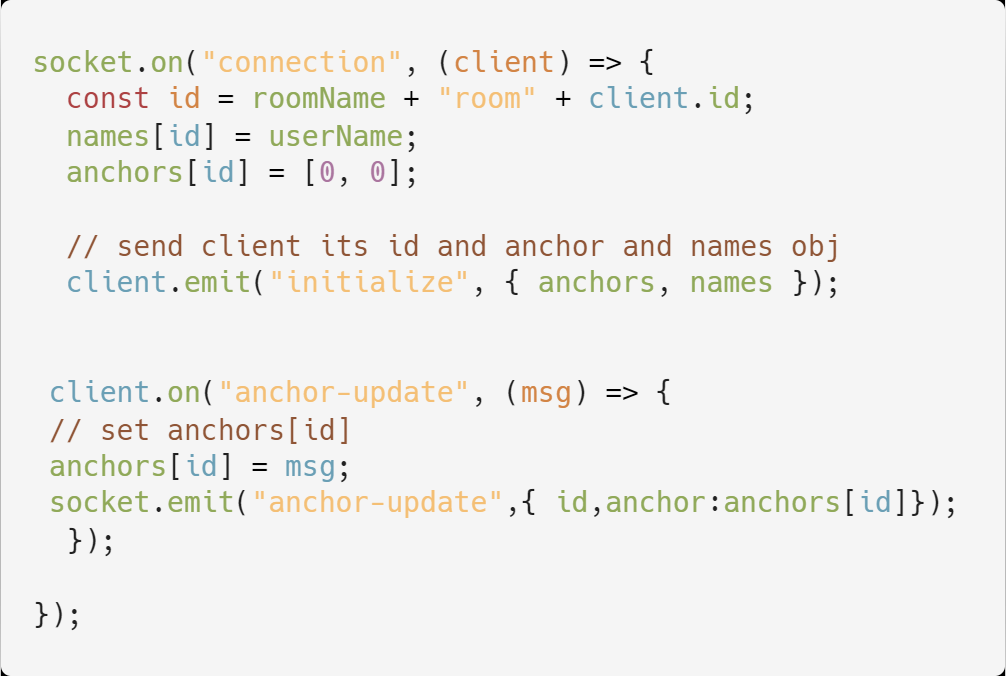 socket.on("connection", (client) => {
  const id = roomName + "room" + client.id;
  names[id] = userName;
  anchors[id] = [0, 0];

  // send client its id and anchor and names obj
  client.emit("initialize", { anchors, names });


 client.on("anchor-update", (msg) => {
 // set anchors[id]
 anchors[id] = msg;
 socket.emit("anchor-update",{ id,anchor:anchors[id]});
  });

});